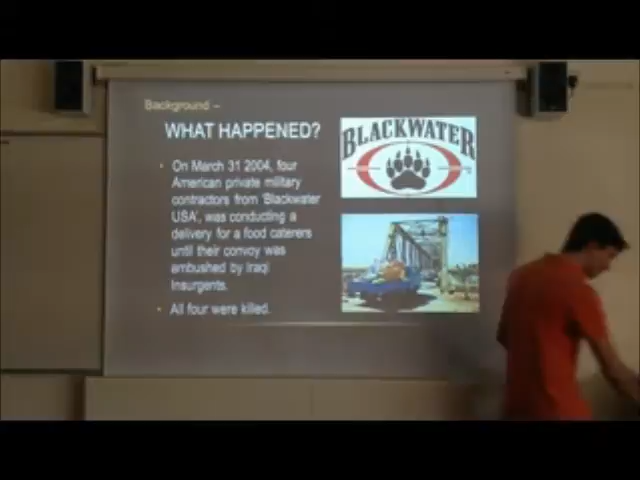 Background –
WHAT HAPPENED?
• On March 31 2004, four
American private military
contractors from 'Blackwater
USA', was conducting a
delivery for a food caterers
until their convoy was
ambushed by Iraqi
Insurgents.
• All four were killed.
BLACKWATER